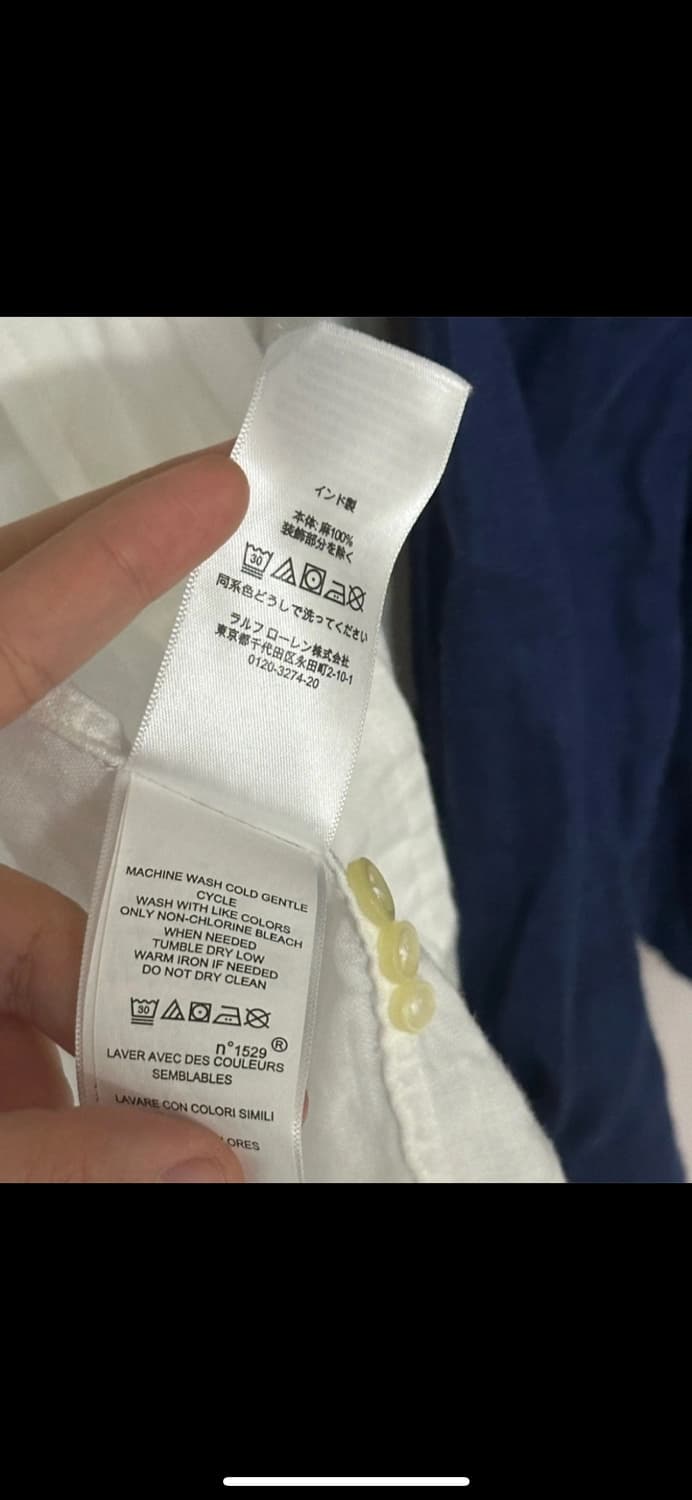 インド製
本体:麻100%
装飾部分を除く
30
同系色どうしで洗ってください
ラルフ ローレン株式会社
東京都千代田区永田町2-10-1
0120-3274-20
MACHINE WASH COLD GENTLE
CYCLE
WASH WITH LIKE COLORS
ONLY NON-CHLORINE BLEACH
WHEN NEEDED
TUMBLE DRY LOW
WARM IRON IF NEEDED
DO NOT DRY CLEAN
30
n°1529®
LAVER AVEC DES COULEURS
SEMBLABLES
LAVARE CON COLORI SIMILI